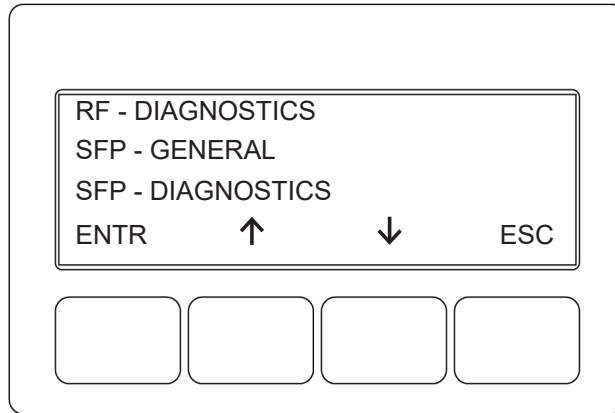 RF - DIAGNOSTICS
SFP - GENERAL
SFP - DIAGNOSTICS
ENTR ↑ ↓ ESC